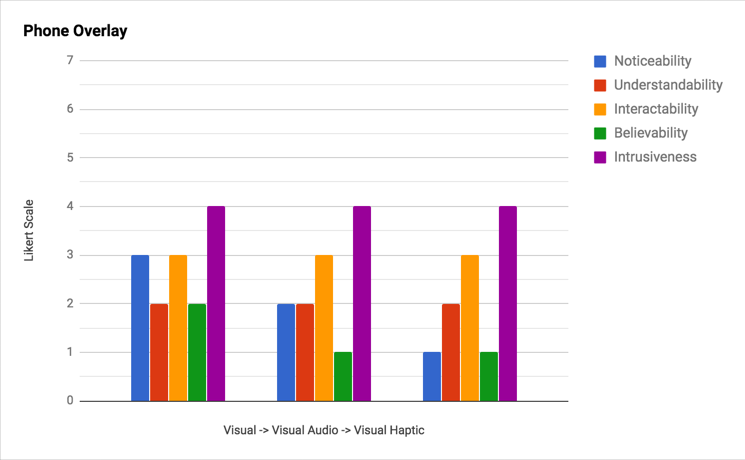 Phone Overlay
7
6
5
4
3
2
1
0
Likert Scale
Visual -> Visual Audio -> Visual Haptic
Noticeability
Understandability
Interactability
Believability
Intrusiveness